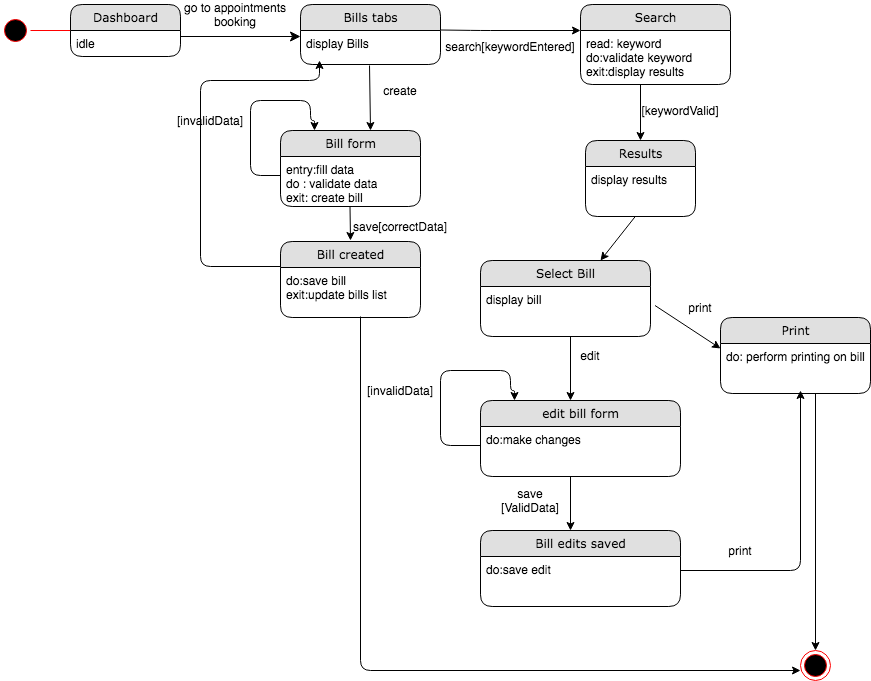 Dashboard
idle
go to appointments
booking
Bills tabs
display Bills
search[keywordEntered]
Search
read: keyword
do:validate keyword
exit:display results
create
[keywordValid]
[invalidData]
Bill form
entry:fill data
do : validate data
exit: create bill
Results
display results
save[correctData]
Bill created
do:save bill
exit:update bills list
Select Bill
display bill
print
Print
do: perform printing on bill
edit
[invalidData]
edit bill form
do:make changes
save
[ValidData]
Bill edits saved
do:save edit
print